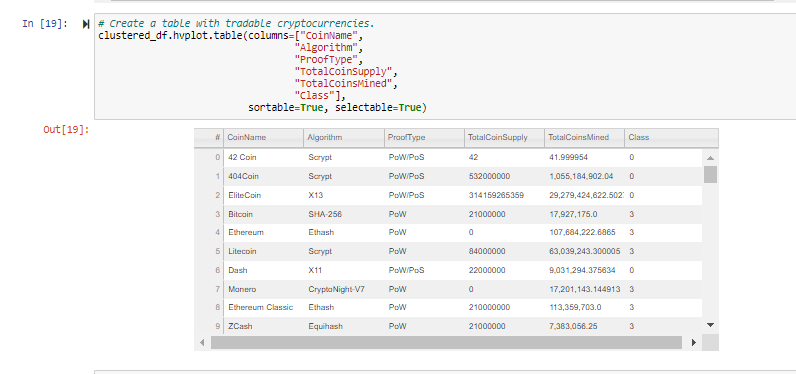 In [19]:
# Create a table with tradable cryptocurrencies.
clustered_df.hvplot.table(columns=["CoinName",
"Algorithm",
"ProofType",
"TotalCoinSupply",
"TotalCoinsMined",
"Class"],
sortable=True, selectable=True)
Out[19]:
# CoinName Algorithm ProofType TotalCoinSupply TotalCoinsMined Class
0 42 Coin Scrypt PoW/PoS 42 41.999954 0
1 404Coin Scrypt PoW/PoS 532000000 1,055,184,902.04 0
2 EliteCoin X13 PoW/PoS 314159265359 29,279,424,622.502 0
3 Bitcoin SHA-256 PoW 21000000 17,927,175.0 3
4 Ethereum Ethash PoW 0 107,684,222.6865 3
5 Litecoin Scrypt PoW 84000000 63,039,243.300005 3
6 Dash X11 PoW/PoS 22000000 9,031,294.375634 0
7 Monero CryptoNight-V7 PoW 0 17,201,143.144913 3
8 Ethereum Classic Ethash PoW 210000000 113,359,703.0 3
9 ZCash Equihash PoW 21000000 7,383,056.25 3